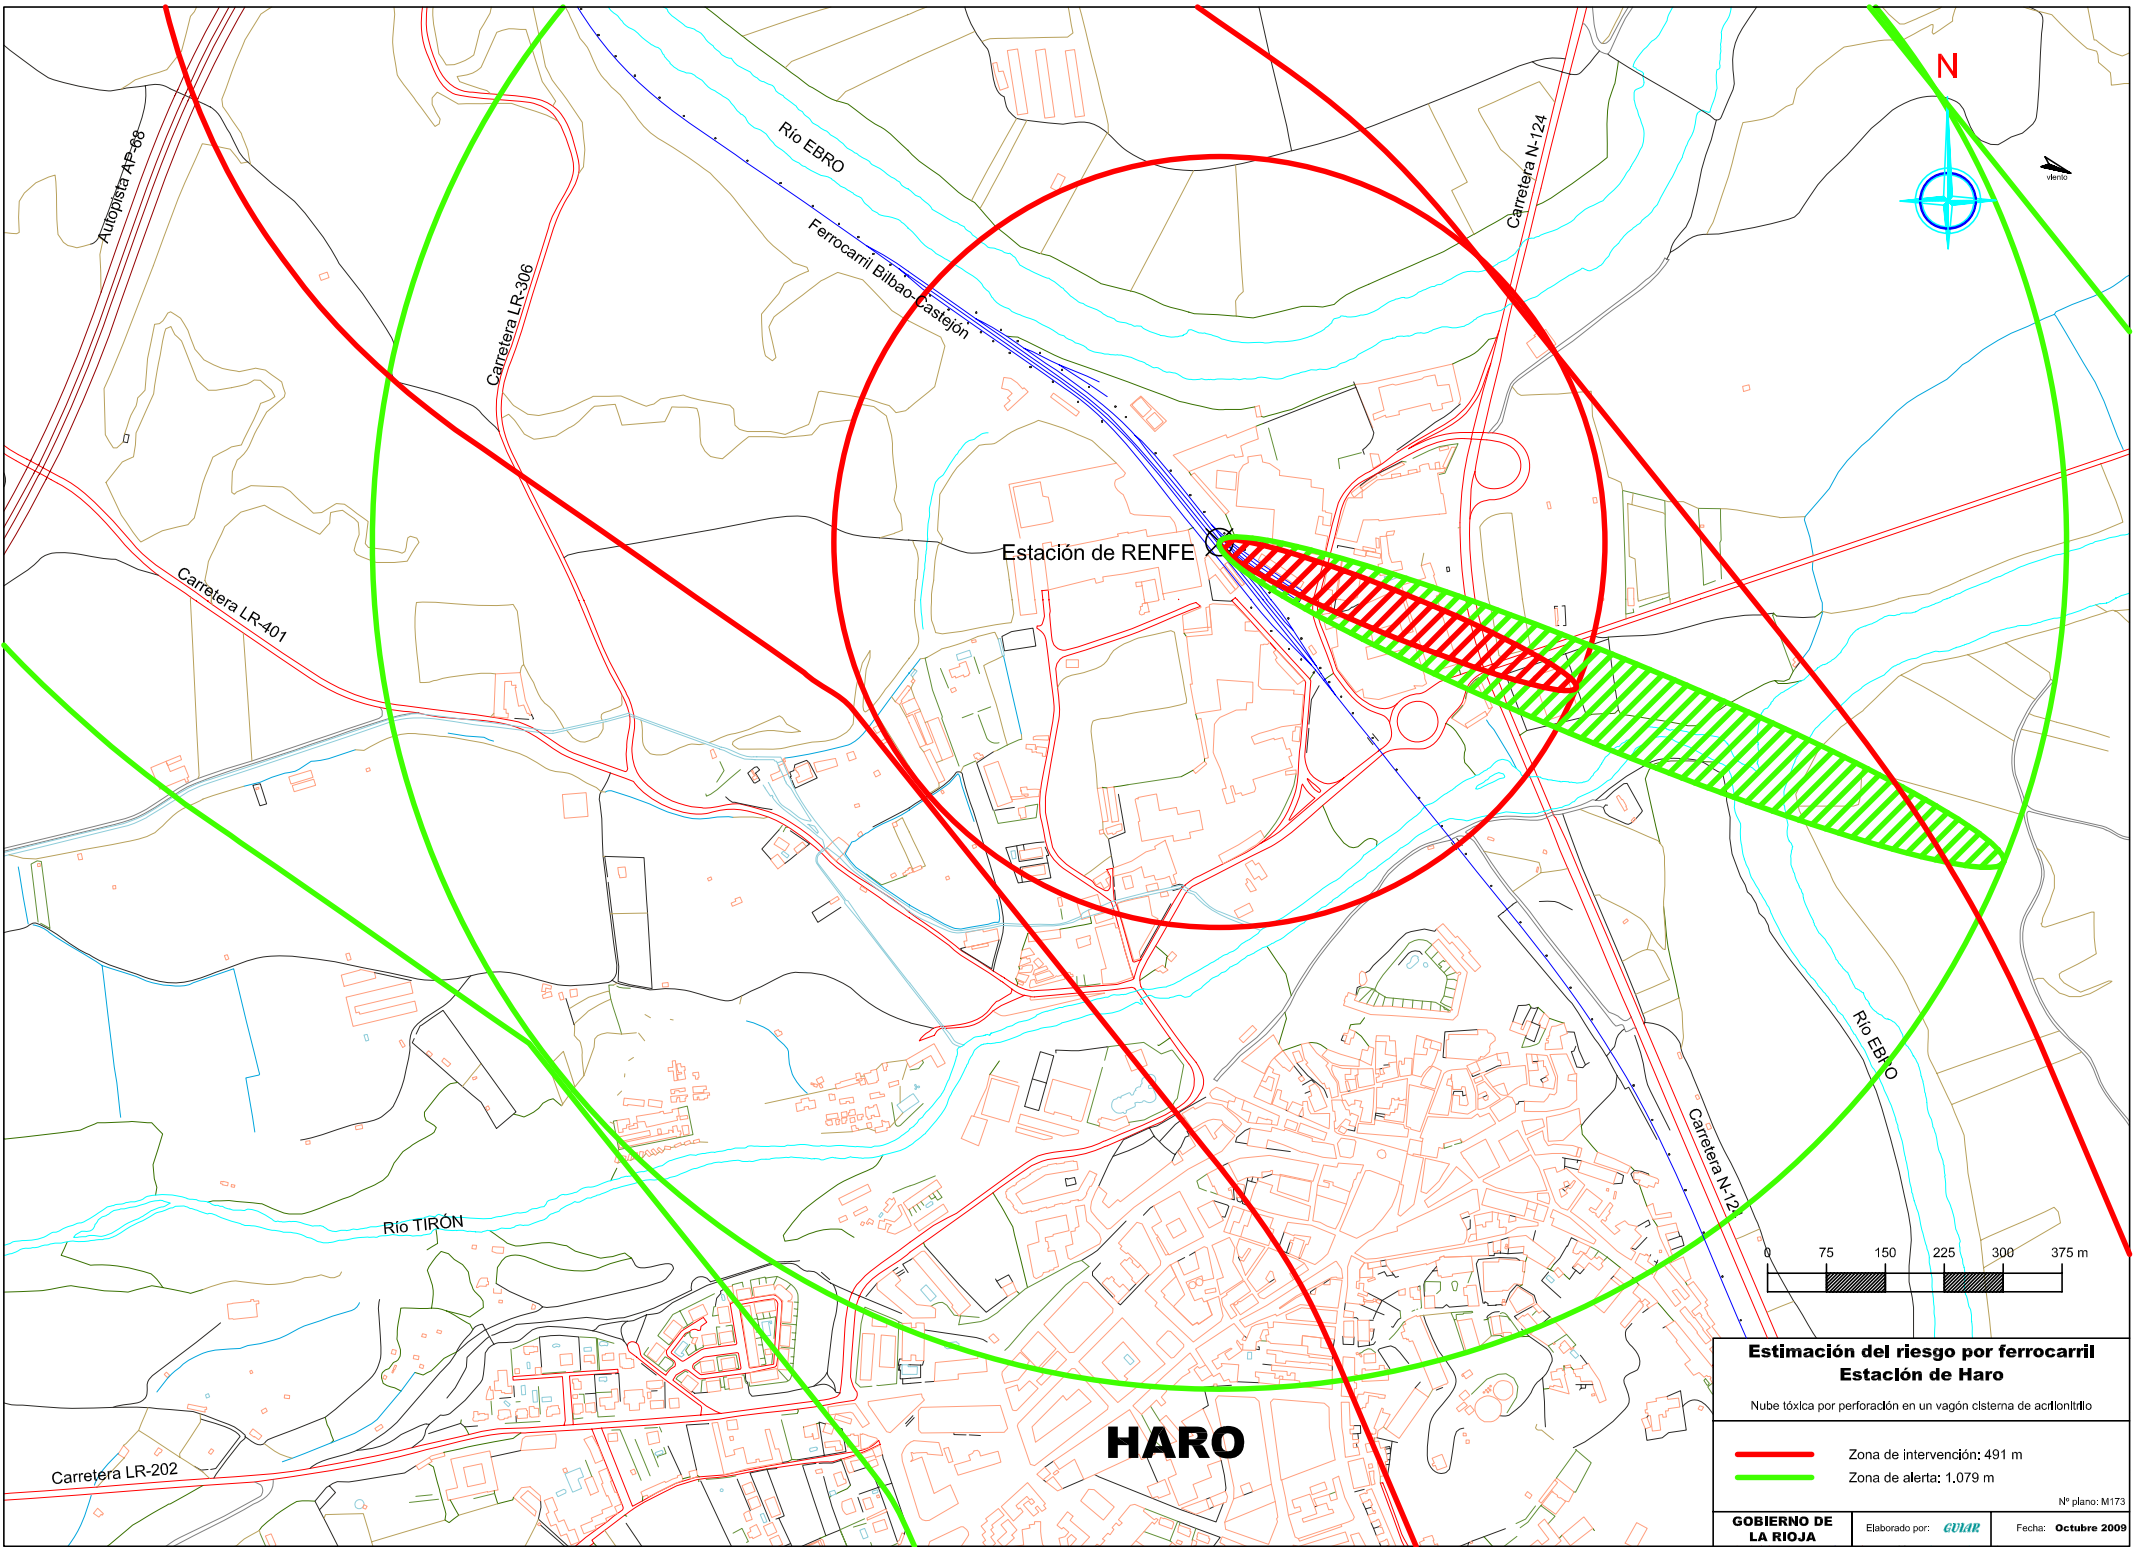 N
viento
Autopista AP-68
Río EBRO
Carretera N-124
Ferrocarril Bilbao-Castejón
Carretera LR-306
Estación de RENFE
Carretera LR-401
Río EBRO
Carretera N-124
Río TIRÓN
0 75 150 225 300 375 m
HARO
Carretera LR-202
Estimación del riesgo por ferrocarril
Estación de Haro
Nube tóxica por perforación en un vagón cisterna de acrilonitrilo
Zona de intervención: 491 m
Zona de alerta: 1.079 m
Nº plano: M173
GOBIERNO DE
LA RIOJA
Elaborado por: GUIAR
Fecha: Octubre 2009